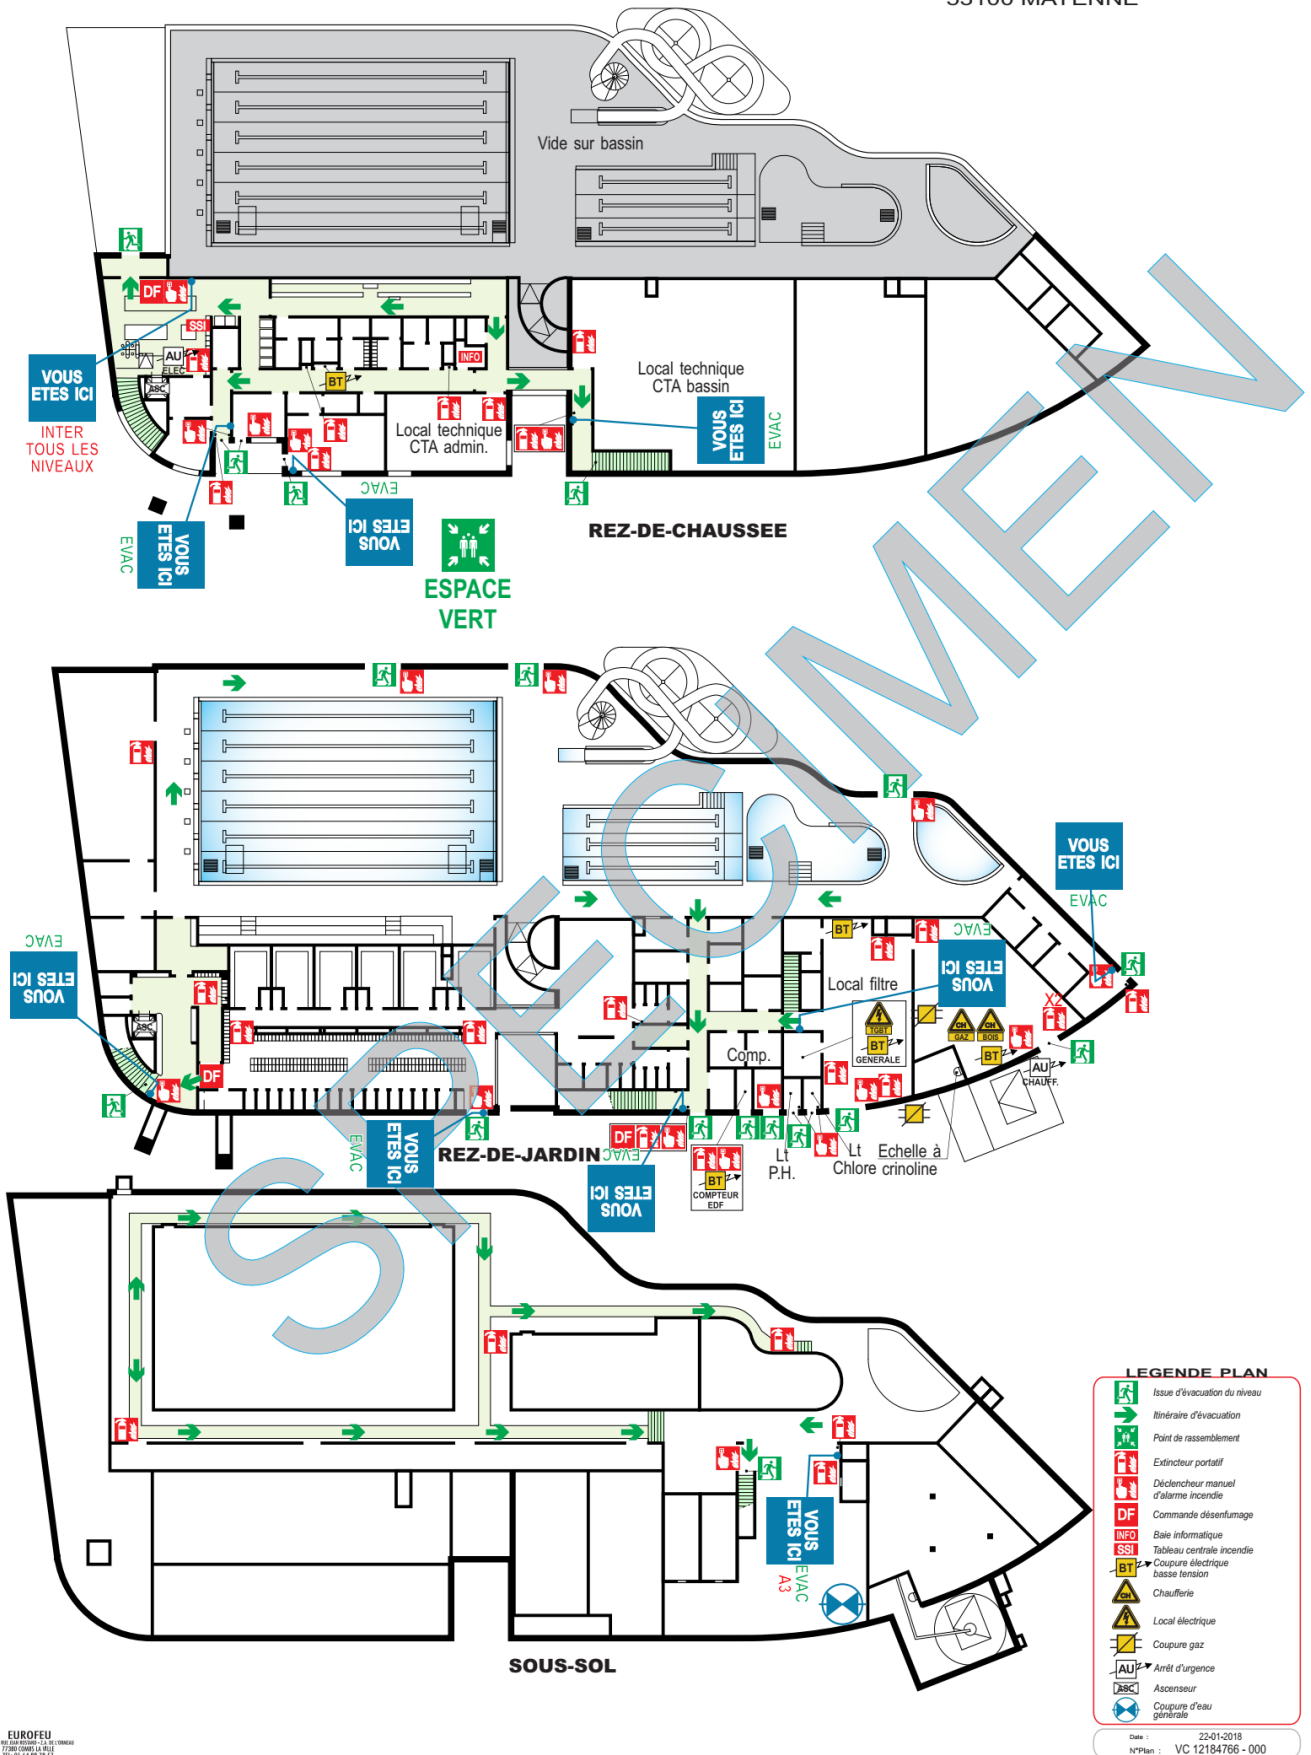 53100 MAYENNE
Vide sur bassin
DF
SSI
AU
ELEC
ASC
INFO
BT
VOUS
ETES ICI
INTER
TOUS LES
NIVEAUX
Local technique
CTA bassin
Local technique
CTA admin.
VOUS
ETES ICI
EVAC
VOUS
ETES ICI
EVAC
VOUS
ETES ICI
EVAC
REZ-DE-CHAUSSEE
ESPACE
VERT
SPECIMEN
VOUS
ETES ICI
EVAC
BT
EVAC
VOUS
ETES ICI
EVAC
VOUS
ETES ICI
Local filtre
TGBT
BT
GENERALE
CH
GAZ
CH
BOIS
BT
X2
AU
CHAUFF.
ASC
DF
Comp.
VOUS
ETES ICI
EVAC
REZ-DE-JARDIN
DF
EVAC
VOUS
ETES ICI
BT
COMPTEUR
EDF
Lt
P.H.
Lt
Chlore
Echelle à
crinoline
VOUS
ETES ICI
EVAC
A3
SOUS-SOL
LEGENDE PLAN
Issue d'évacuation du niveau
Itinéraire d'évacuation
Point de rassemblement
Extincteur portatif
Déclencheur manuel
d'alarme incendie
DF Commande désenfumage
INFO Baie informatique
SSI Tableau centrale incendie
BT Coupure électrique
basse tension
CH Chaufferie
Local électrique
Coupure gaz
AU Arrêt d'urgence
ASC Ascenseur
Coupure d'eau
générale
Date : 22-01-2018
N°Plan : VC 12184766 - 000
EUROFEU
77380 COMBS LA VILLE